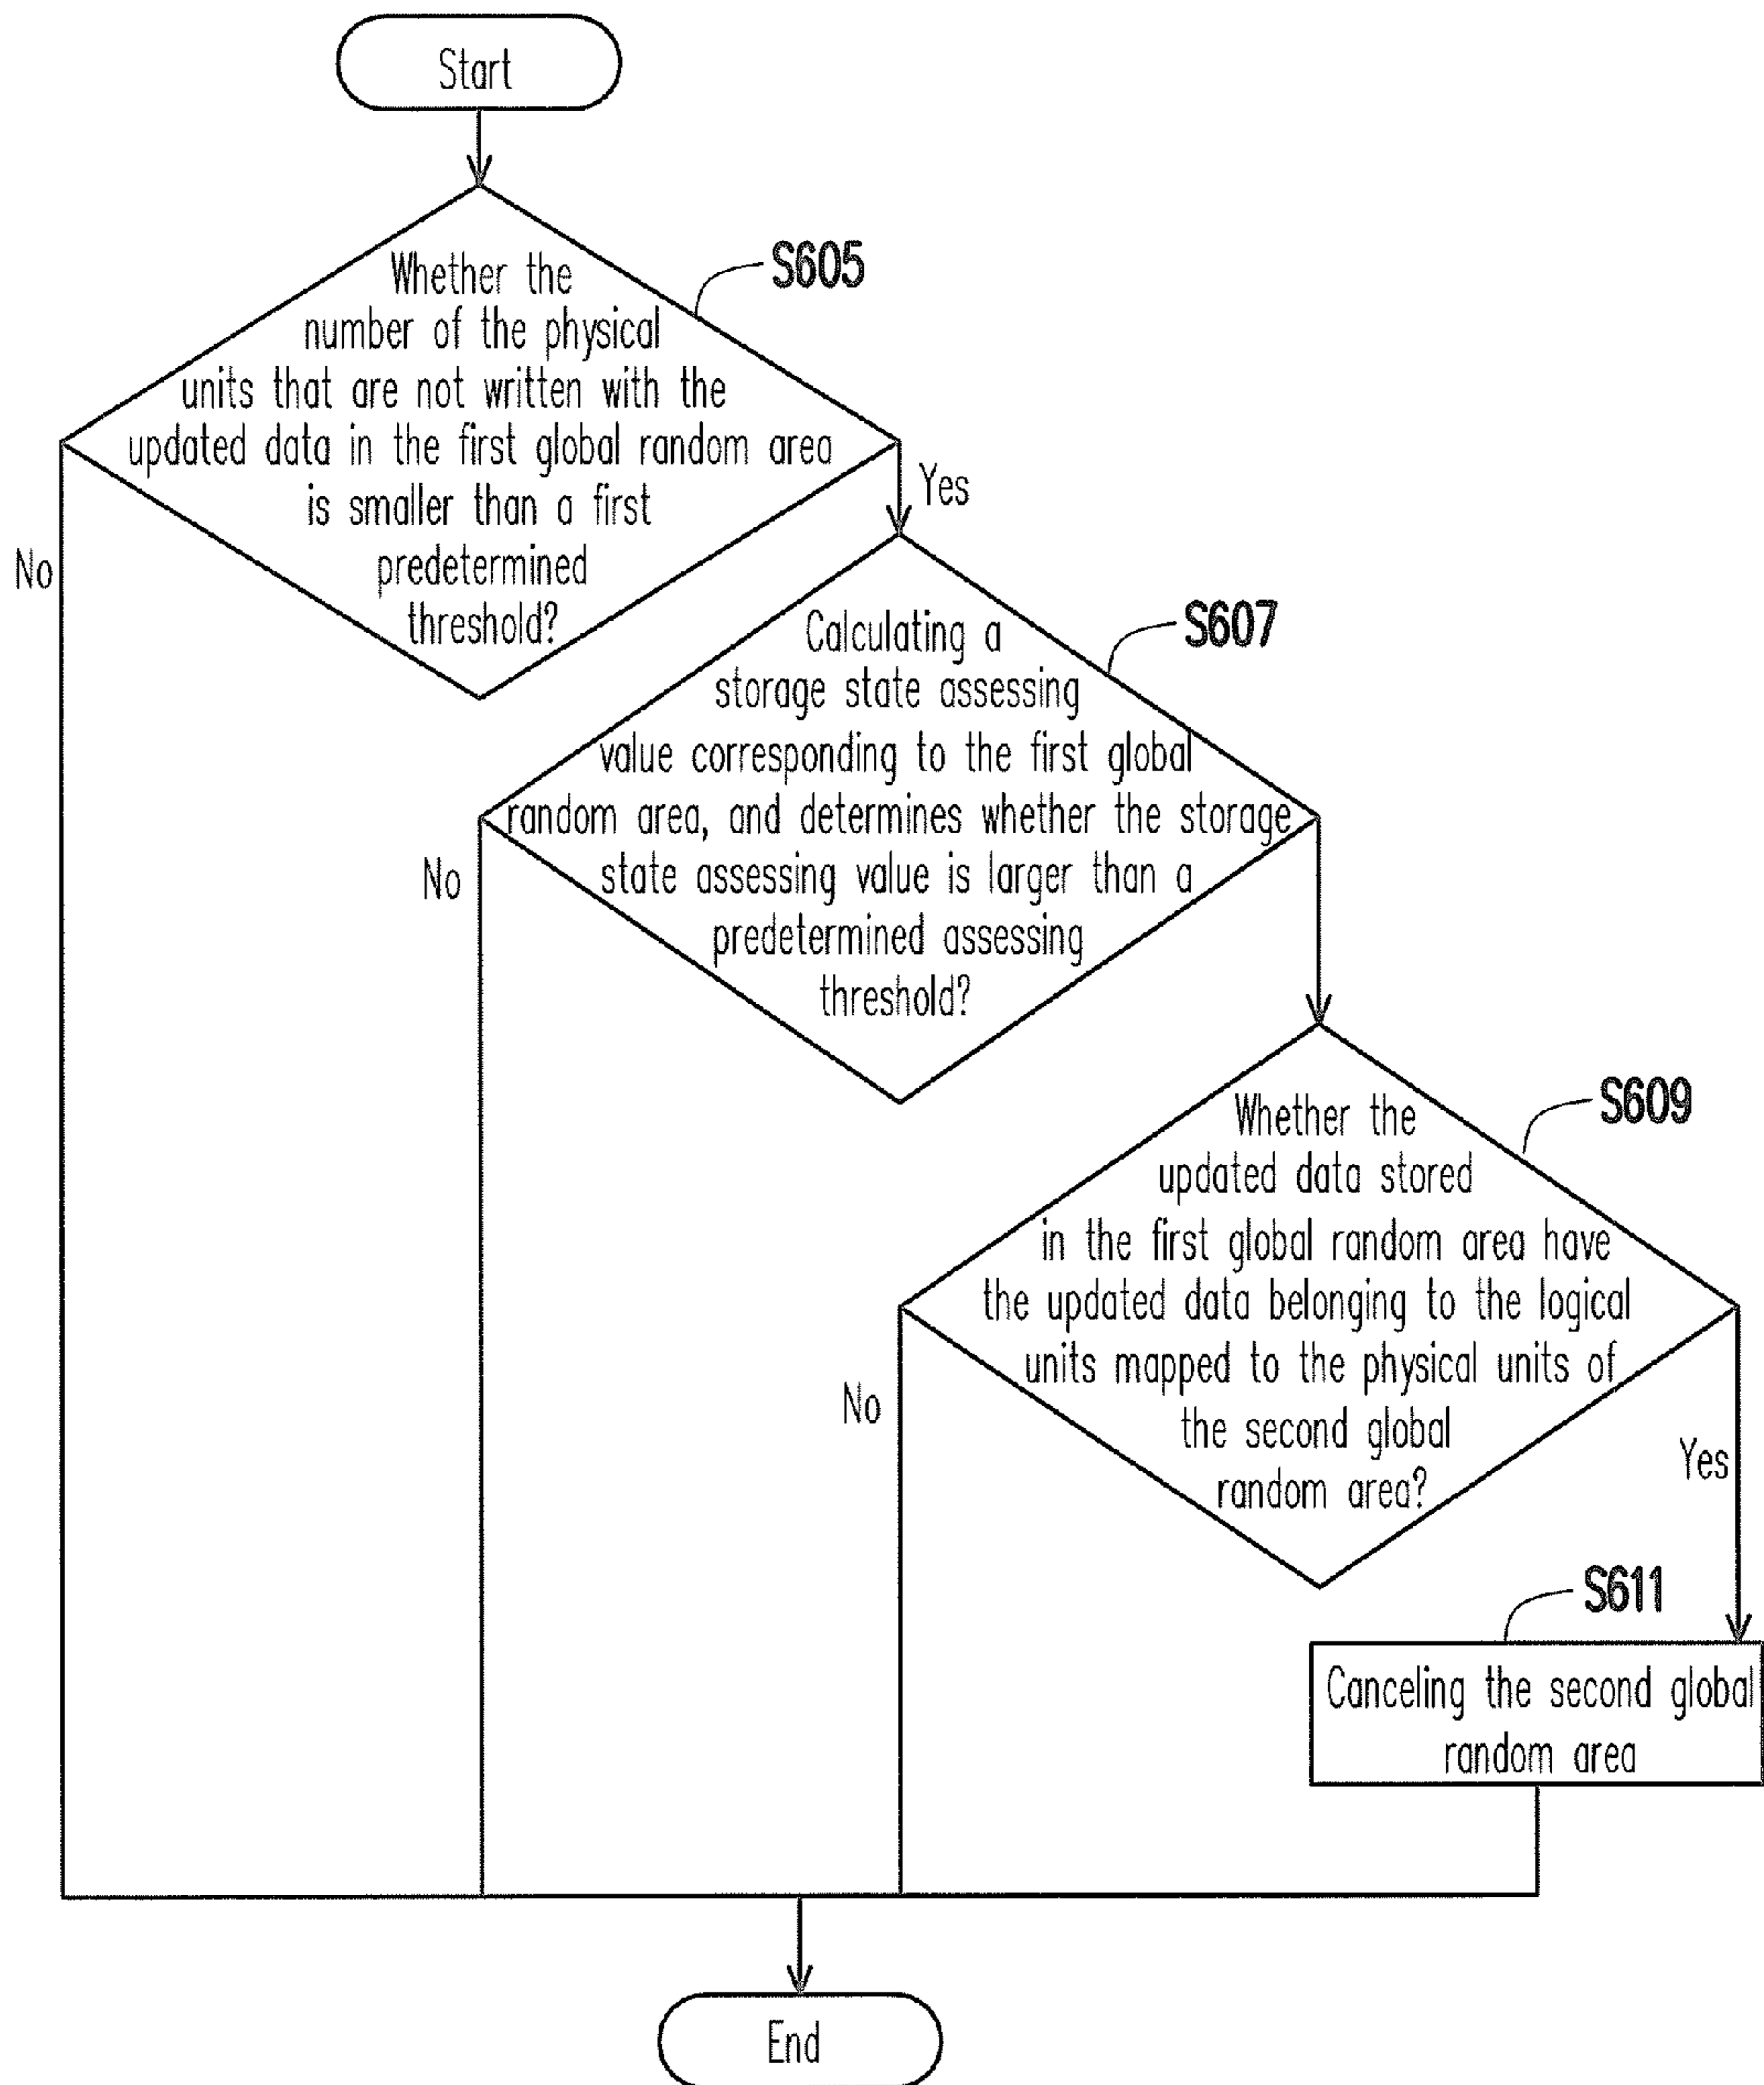 Start
Whether the
number of the physical
units that are not written with the
updated data in the first global random area
is smaller than a first
predetermined
threshold?
S605
Yes
No
Calculating a
storage state assessing
value corresponding to the first global
random area, and determines whether the storage
state assessing value is larger than a
predetermined assessing
threshold?
S607
No
Whether the
updated data stored
in the first global random area have
the updated data belonging to the logical
units mapped to the physical units of
the second global
random area?
S609
No
Yes
S611
Canceling the second global
random area
End